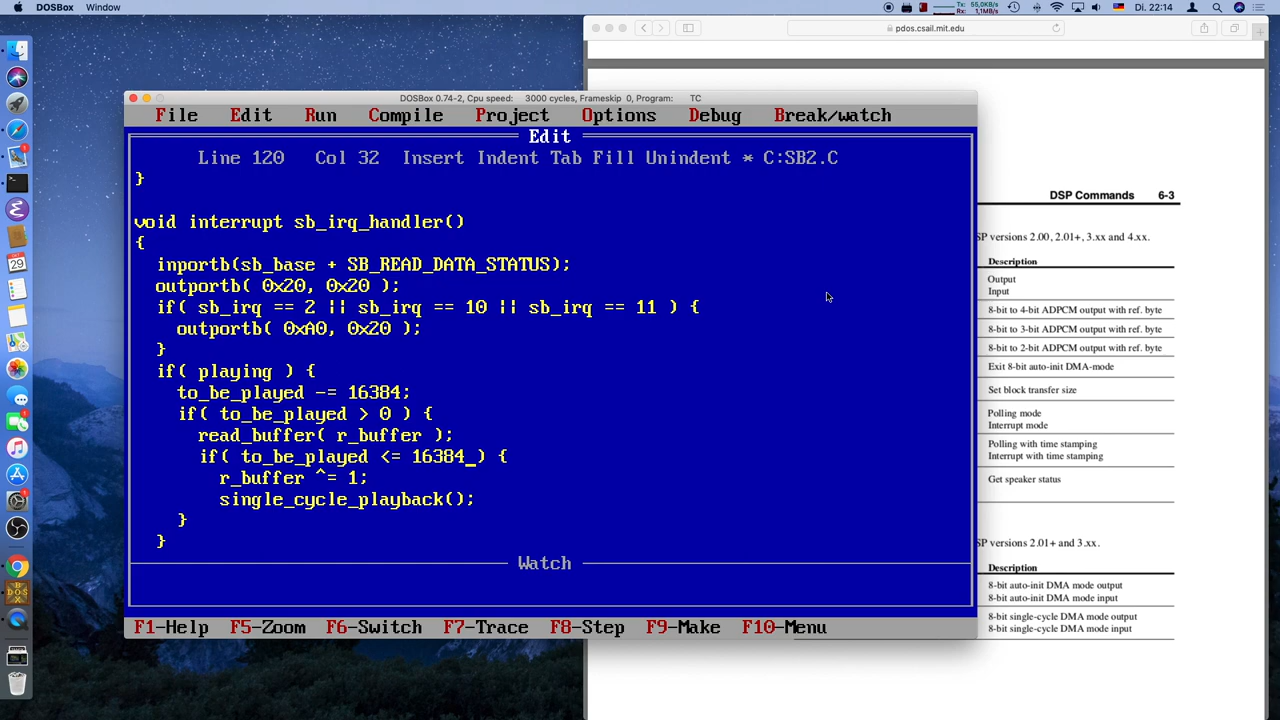 DOSBox Window
Tx: 55,0KB/s
Rx: 1,1MB/s
Di. 22:14
pdos.csail.mit.edu
DOSBox 0.74-2, Cpu speed: 3000 cycles, Frameskip 0, Program: TC
File Edit Run Compile Project Options Debug Break/watch
Edit
Line 120 Col 32 Insert Indent Tab Fill Unindent * C:SB2.C
}
void interrupt sb_irq_handler()
{
inportb(sb_base + SB_READ_DATA_STATUS);
outportb( 0x20, 0x20 );
if( sb_irq == 2 || sb_irq == 10 || sb_irq == 11 ) {
outportb( 0xA0, 0x20 );
}
if( playing ) {
to_be_played -= 16384;
if( to_be_played > 0 ) {
read_buffer( r_buffer );
if( to_be_played <= 16384_) {
r_buffer ^= 1;
single_cycle_playback();
}
}
Watch
F1-Help F5-Zoom F6-Switch F7-Trace F8-Step F9-Make F10-Menu
DSP Commands 6-3
SP versions 2.00, 2.01+, 3.xx and 4.xx.
Description
Output
Input
8-bit to 4-bit ADPCM output with ref. byte
8-bit to 3-bit ADPCM output with ref. byte
8-bit to 2-bit ADPCM output with ref. byte
Exit 8-bit auto-init DMA-mode
Set block transfer size
Polling mode
Interrupt mode
Polling with time stamping
Interrupt with time stamping
Get speaker status
SP versions 2.01+ and 3.xx.
Description
8-bit auto-init DMA mode output
8-bit auto-init DMA mode input
8-bit single-cycle DMA mode output
8-bit single-cycle DMA mode input
29